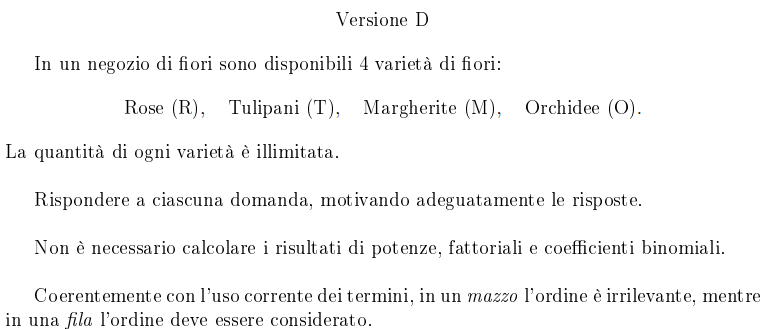 Versione D
In un negozio di fiori sono disponibili 4 varietà di fiori:
Rose (R), Tulipani (T), Margherite (M), Orchidee (O).
La quantità di ogni varietà è illimitata.
Rispondere a ciascuna domanda, motivando adeguatamente le risposte.
Non è necessario calcolare i risultati di potenze, fattoriali e coefficienti binomiali.
Coerentemente con l'uso corrente dei termini, in un mazzo l'ordine è irrilevante, mentre
in una fila l'ordine deve essere considerato.